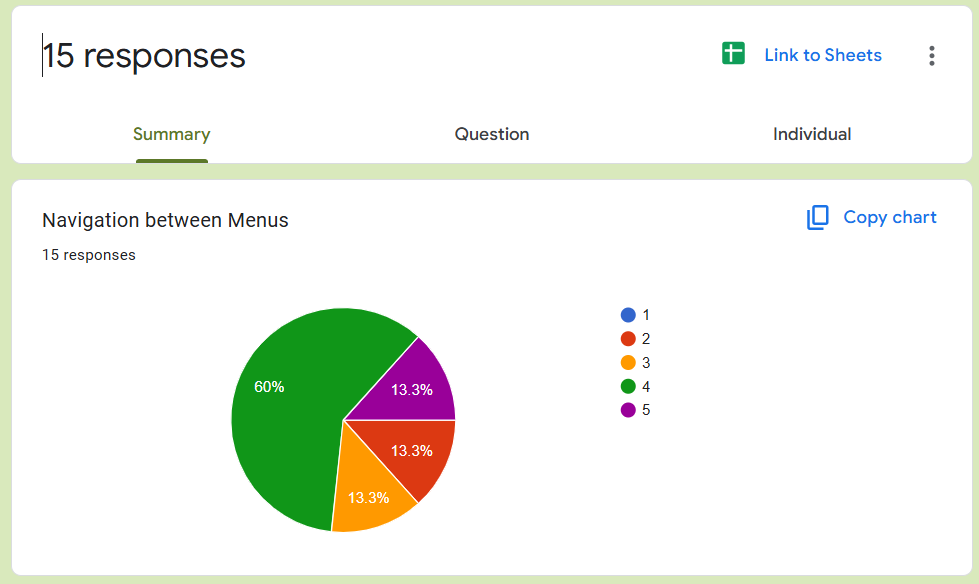 15 responses
Link to Sheets
Summary
Question
Individual
Navigation between Menus
Copy chart
15 responses
1
2
3
4
5
60%
13.3%
13.3%
13.3%